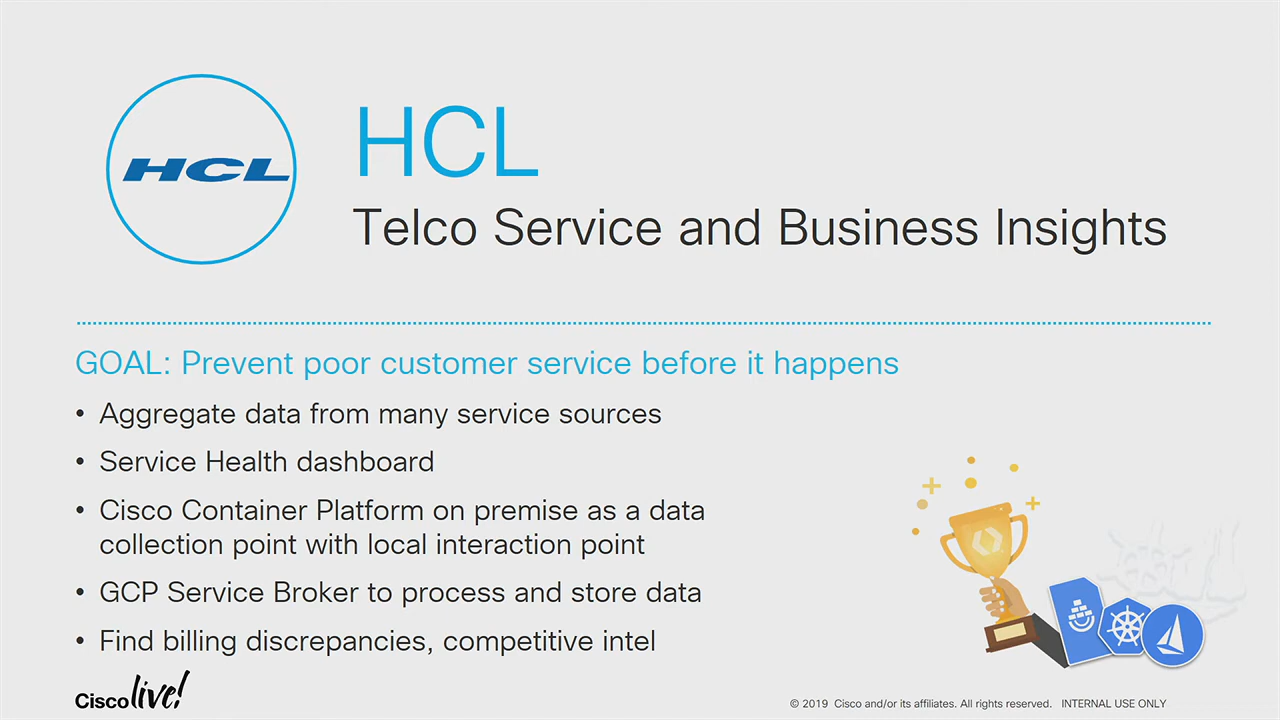 HCL
HCL
Telco Service and Business Insights
GOAL: Prevent poor customer service before it happens
• Aggregate data from many service sources
• Service Health dashboard
• Cisco Container Platform on premise as a data
collection point with local interaction point
• GCP Service Broker to process and store data
• Find billing discrepancies, competitive intel
Cisco live!
© 2019 Cisco and/or its affiliates. All rights reserved. INTERNAL USE ONLY